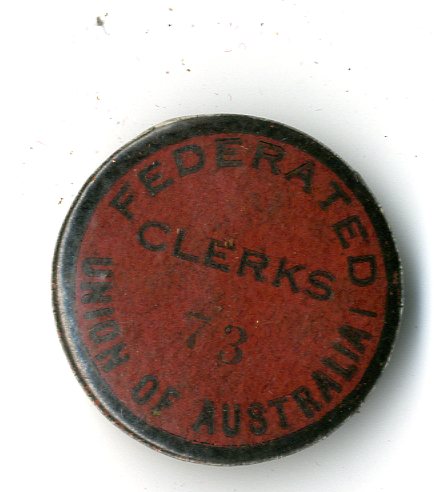 FEDERATED
CLERKS
73
UNION OF AUSTRALIA